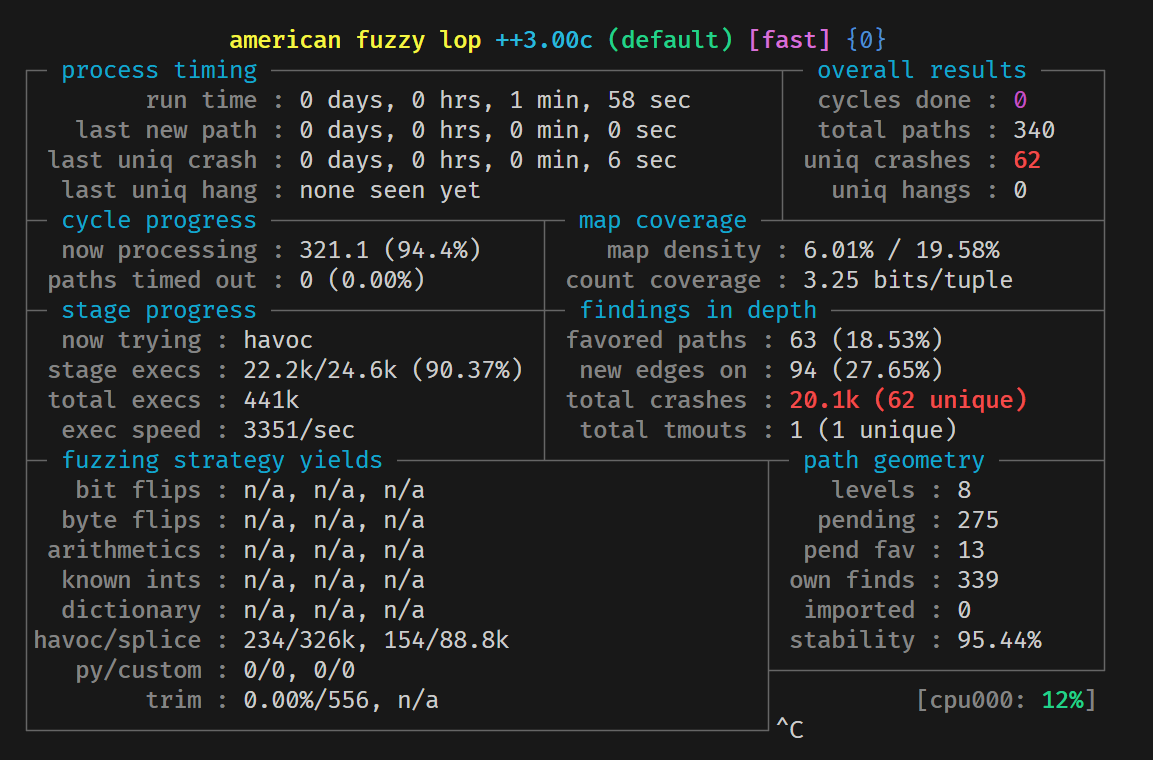 american fuzzy lop ++3.00c (default) [fast] {0}
process timing overall results
run time : 0 days, 0 hrs, 1 min, 58 sec cycles done : 0
last new path : 0 days, 0 hrs, 0 min, 0 sec total paths : 340
last uniq crash : 0 days, 0 hrs, 0 min, 6 sec uniq crashes : 62
last uniq hang : none seen yet uniq hangs : 0
cycle progress map coverage
now processing : 321.1 (94.4%) map density : 6.01% / 19.58%
paths timed out : 0 (0.00%) count coverage : 3.25 bits/tuple
stage progress findings in depth
now trying : havoc favored paths : 63 (18.53%)
stage execs : 22.2k/24.6k (90.37%) new edges on : 94 (27.65%)
total execs : 441k total crashes : 20.1k (62 unique)
exec speed : 3351/sec total tmouts : 1 (1 unique)
fuzzing strategy yields path geometry
bit flips : n/a, n/a, n/a levels : 8
byte flips : n/a, n/a, n/a pending : 275
arithmetics : n/a, n/a, n/a pend fav : 13
known ints : n/a, n/a, n/a own finds : 339
dictionary : n/a, n/a, n/a imported : 0
havoc/splice : 234/326k, 154/88.8k stability : 95.44%
py/custom : 0/0, 0/0
trim : 0.00%/556, n/a [cpu000: 12%]
^C